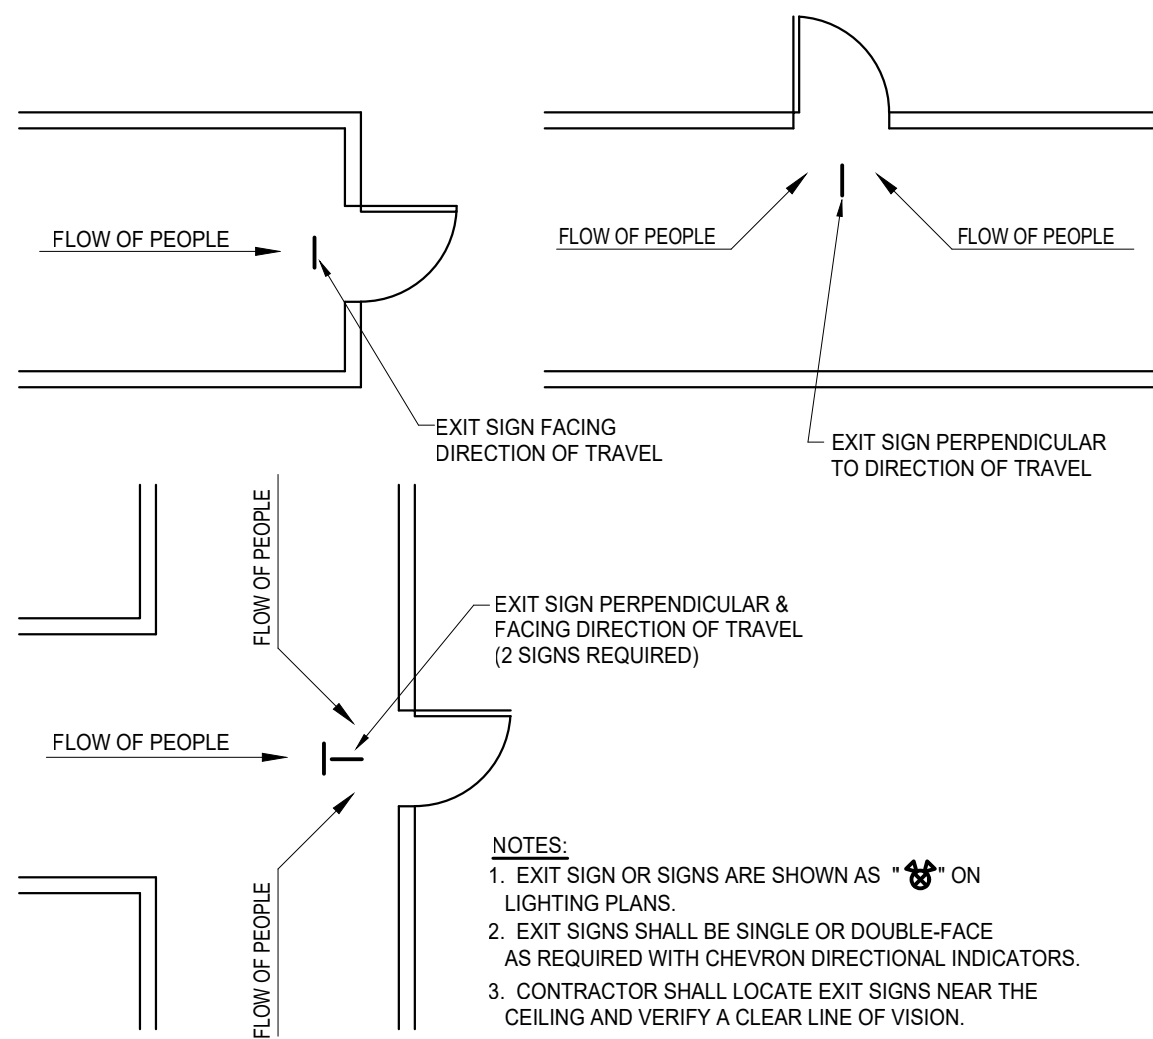 FLOW OF PEOPLE
EXIT SIGN FACING
DIRECTION OF TRAVEL
FLOW OF PEOPLE
FLOW OF PEOPLE
EXIT SIGN PERPENDICULAR
TO DIRECTION OF TRAVEL
FLOW OF PEOPLE
EXIT SIGN PERPENDICULAR &
FACING DIRECTION OF TRAVEL
(2 SIGNS REQUIRED)
FLOW OF PEOPLE
FLOW OF PEOPLE
NOTES:
1. EXIT SIGN OR SIGNS ARE SHOWN AS " " ON
LIGHTING PLANS.
2. EXIT SIGNS SHALL BE SINGLE OR DOUBLE-FACE
AS REQUIRED WITH CHEVRON DIRECTIONAL INDICATORS.
3. CONTRACTOR SHALL LOCATE EXIT SIGNS NEAR THE
CEILING AND VERIFY A CLEAR LINE OF VISION.